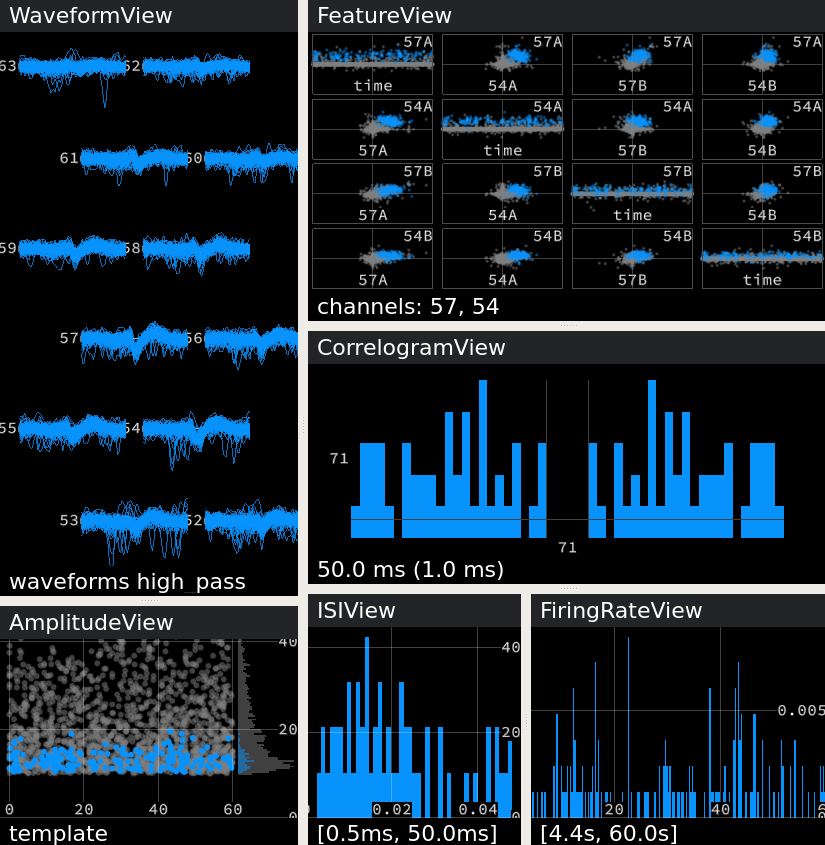 WaveformView
63 62
61 60
59 58
57 56
55 54
53 52
waveforms high_pass
AmplitudeView
40
20
0 20 40 60 0
template
FeatureView
57A 57A 57A 57A
time 54A 57B 54B
54A 54A 54A 54A
57A time 57B 54B
57B 57B 57B 57B
57A 54A time 54B
54B 54B 54B 54B
57A 54A 57B time
channels: 57, 54
CorrelogramView
71
71
50.0 ms (1.0 ms)
ISIView
40
20
0.02 0.04 0
[0.5ms, 50.0ms]
FiringRateView
0.005
20 40
[4.4s, 60.0s]